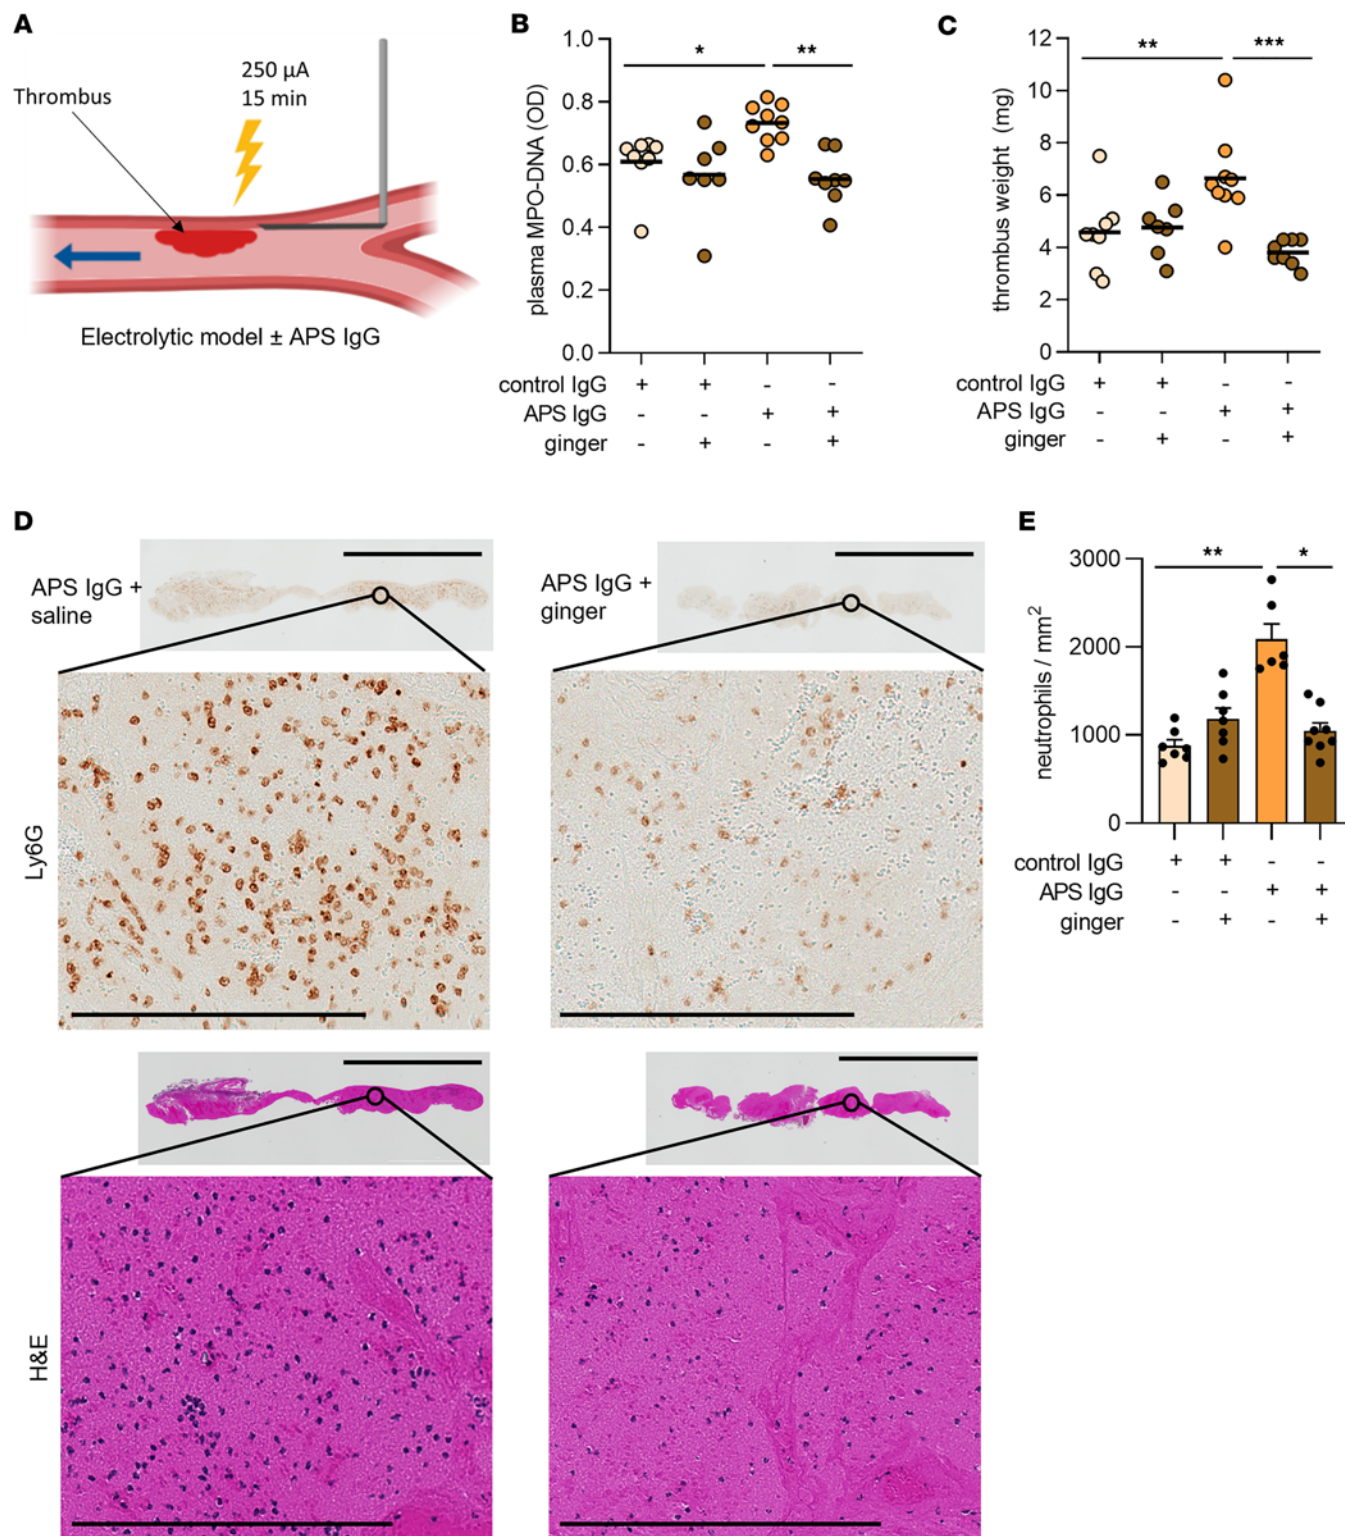 A
250 µA
15 min
Thrombus
Electrolytic model ± APS IgG
B
1.0
0.8
0.6
0.4
0.2
0.0
plasma MPO-DNA (OD)
* **
control IgG + + - -
APS IgG - - + +
ginger - + - +
C
12
10
8
6
4
2
0
thrombus weight (mg)
** ***
control IgG + + - -
APS IgG - - + +
ginger - + - +
D
APS IgG +
saline
APS IgG +
ginger
Ly6G
H&E
E
3000
2000
1000
0
neutrophils / mm²
** *
control IgG + + - -
APS IgG - - + +
ginger - + - +